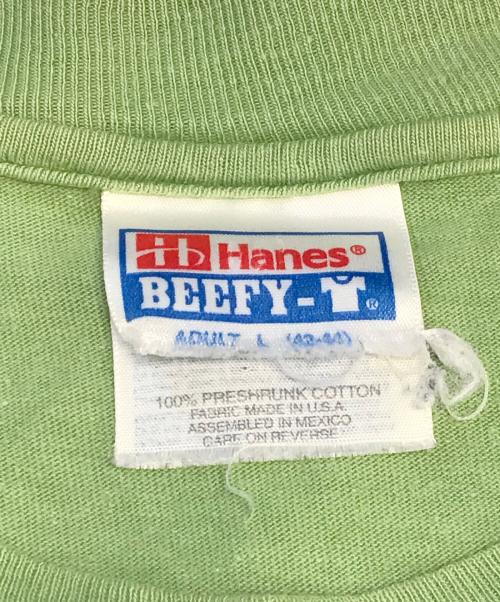 Hanes®
BEEFY-T®
ADULT L (42-44)
100% PRESHRUNK COTTON
FABRIC MADE IN U.S.A.
ASSEMBLED IN MEXICO
CARE ON REVERSE